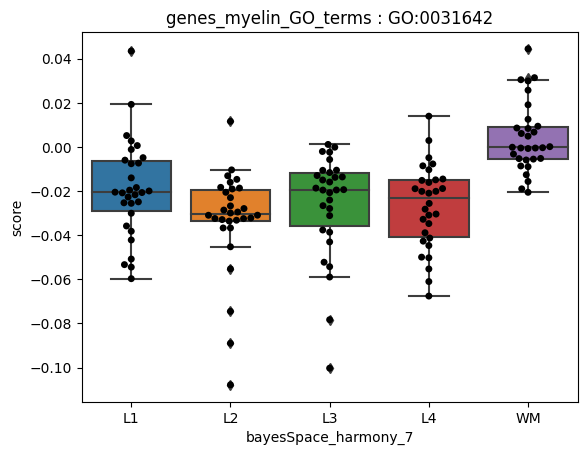 genes_myelin_GO_terms : GO:0031642
0.04
0.02
0.00
−0.02
−0.04
−0.06
−0.08
−0.10
score
L1 L2 L3 L4 WM
bayesSpace_harmony_7